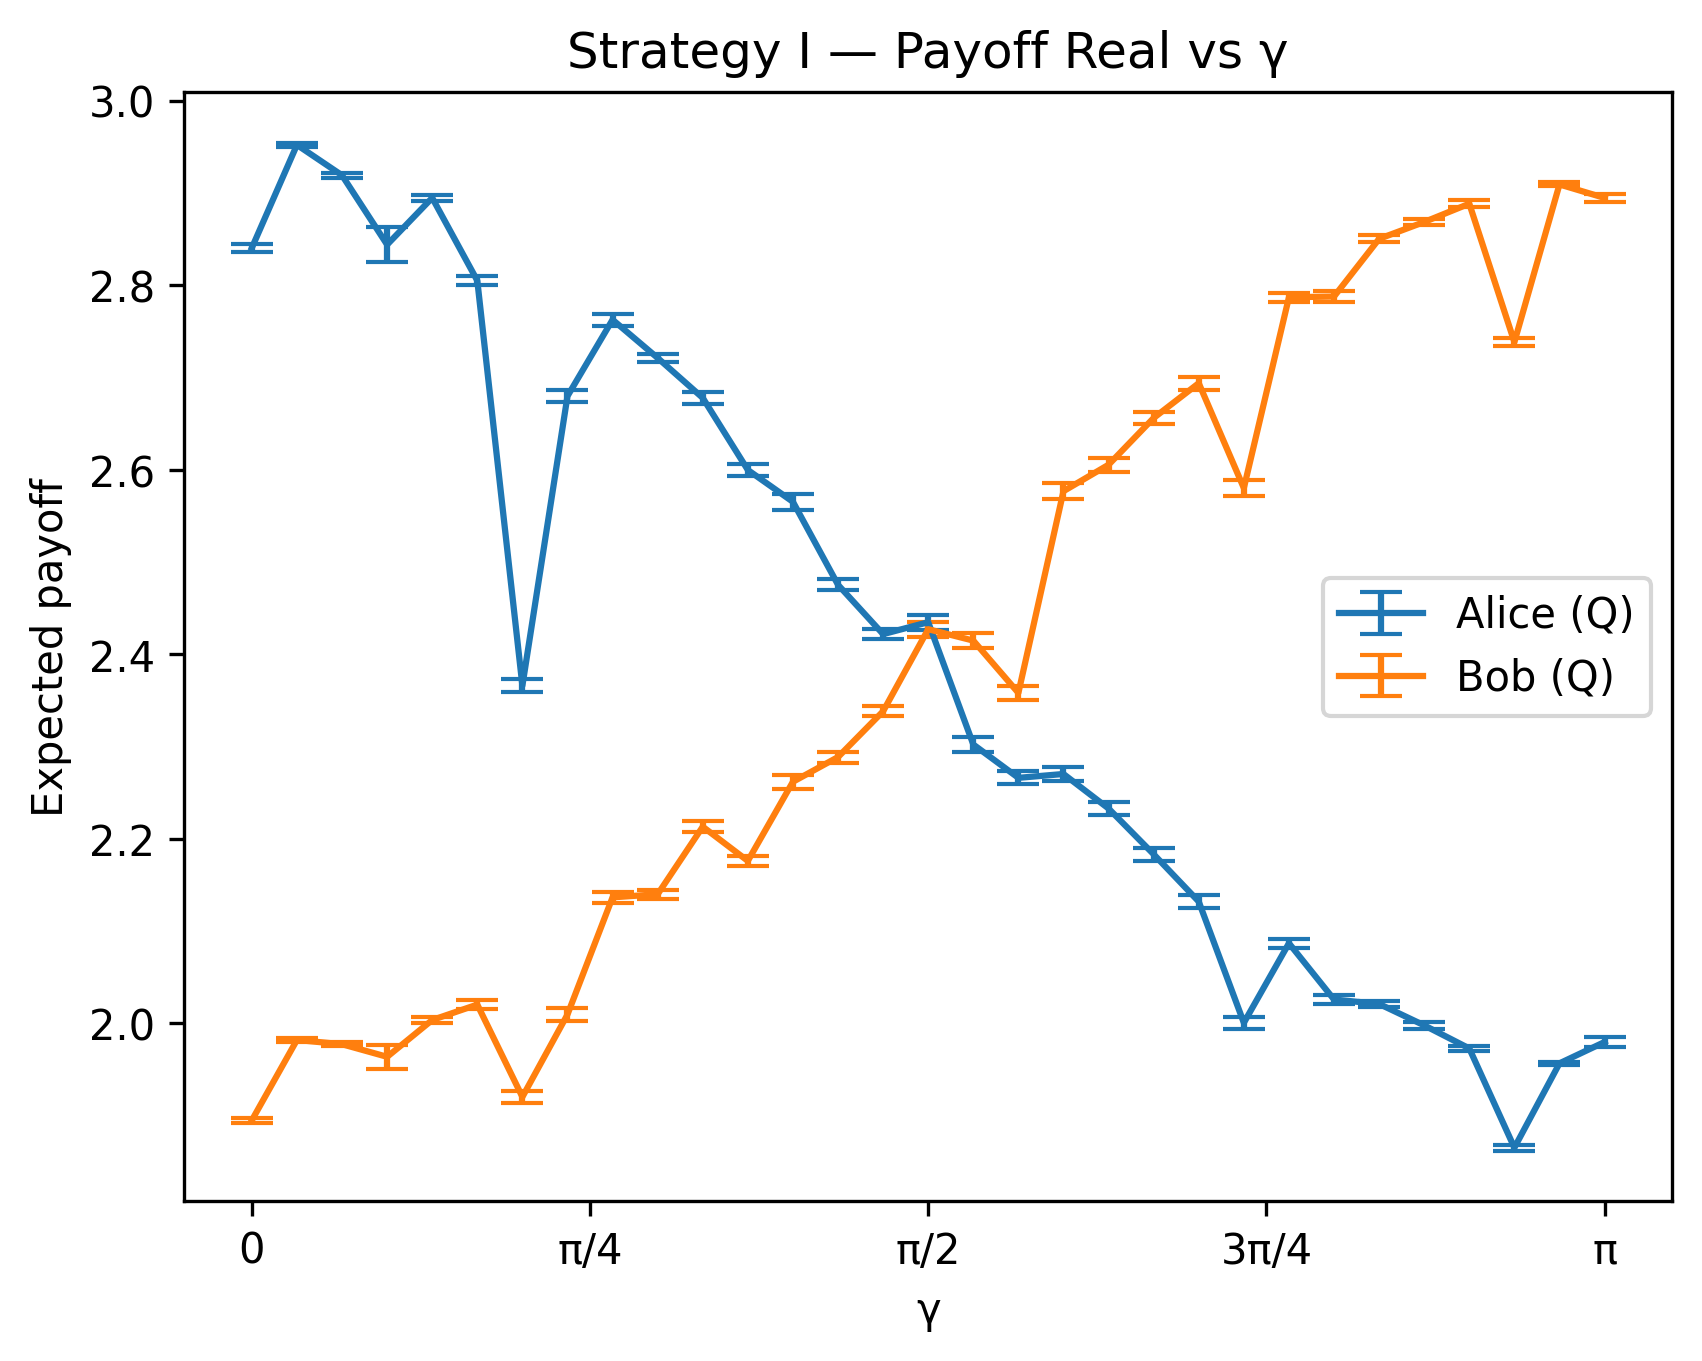 Strategy I — Payoff Real vs γ
3.0
2.8
2.6
2.4
2.2
2.0
Expected payoff
Alice (Q)
Bob (Q)
0
π/4
π/2
3π/4
π
γ